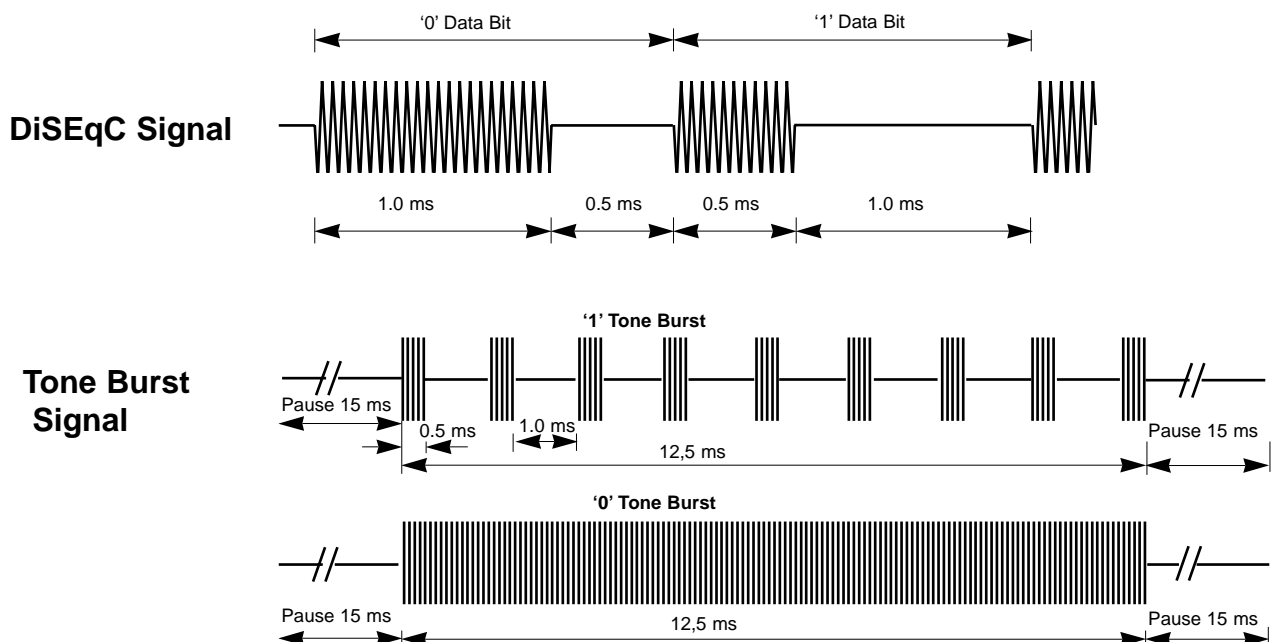 ‘0’ Data Bit
‘1’ Data Bit
DiSEqC Signal
1.0 ms
0.5 ms
0.5 ms
1.0 ms
‘1’ Tone Burst
Tone Burst
Signal
Pause 15 ms
0.5 ms
1.0 ms
12,5 ms
Pause 15 ms
‘0’ Tone Burst
Pause 15 ms
12,5 ms
Pause 15 ms